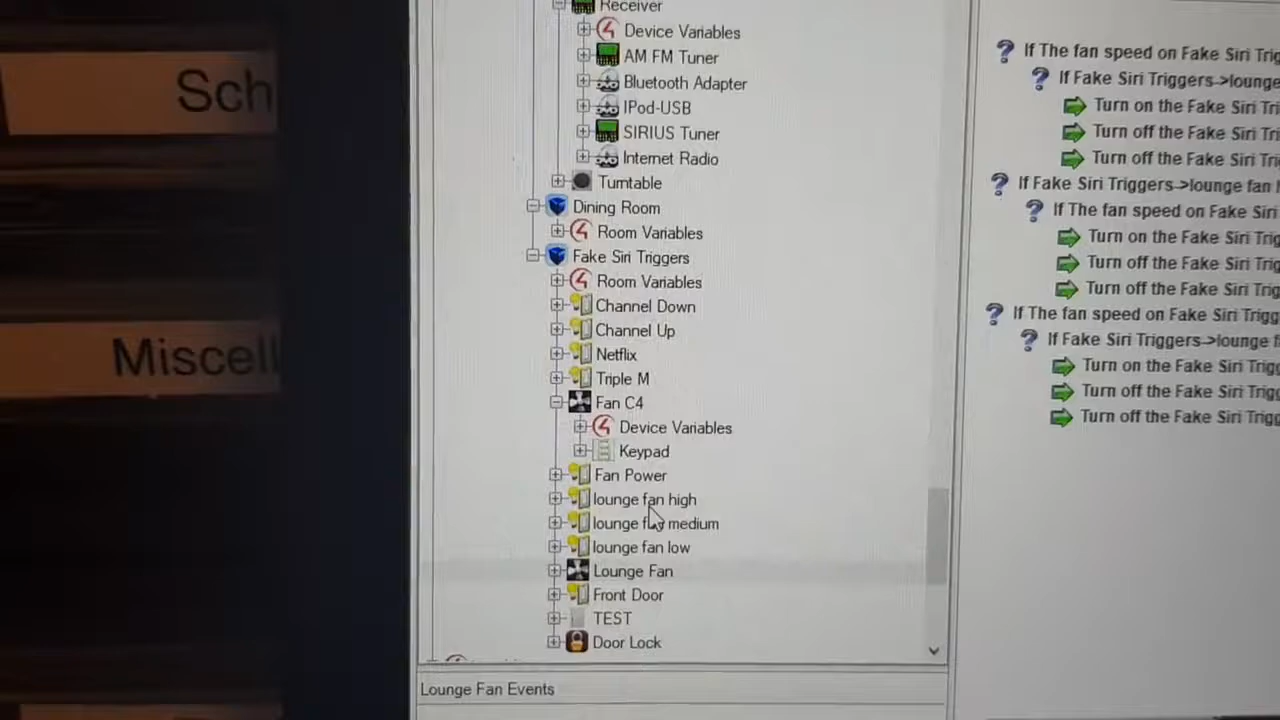 Sch
Miscell
Receiver
Device Variables
AM FM Tuner
Bluetooth Adapter
IPod-USB
SIRIUS Tuner
Internet Radio
Turntable
Dining Room
Room Variables
Fake Siri Triggers
Room Variables
Channel Down
Channel Up
Netflix
Triple M
Fan C4
Device Variables
Keypad
Fan Power
lounge fan high
lounge medium
lounge fan low
Lounge Fan
Front Door
TEST
Door Lock
Lounge Fan Events
If The fan speed on Fake Siri Trig
If Fake Siri Triggers->lounge
Turn on the Fake Siri Tri
Turn off the Fake Siri Tri
Turn off the Fake Siri Tri
If Fake Siri Triggers->lounge fan
If The fan speed on Fake Siri
Turn on the Fake Siri
Turn off the Fake Siri
Turn off the Fake Siri
If The fan speed on Fake Siri Trigg
If Fake Siri Triggers->lounge f
Turn on the Fake Siri Trigg
Turn off the Fake Siri Trigg
Turn off the Fake Siri Trigg